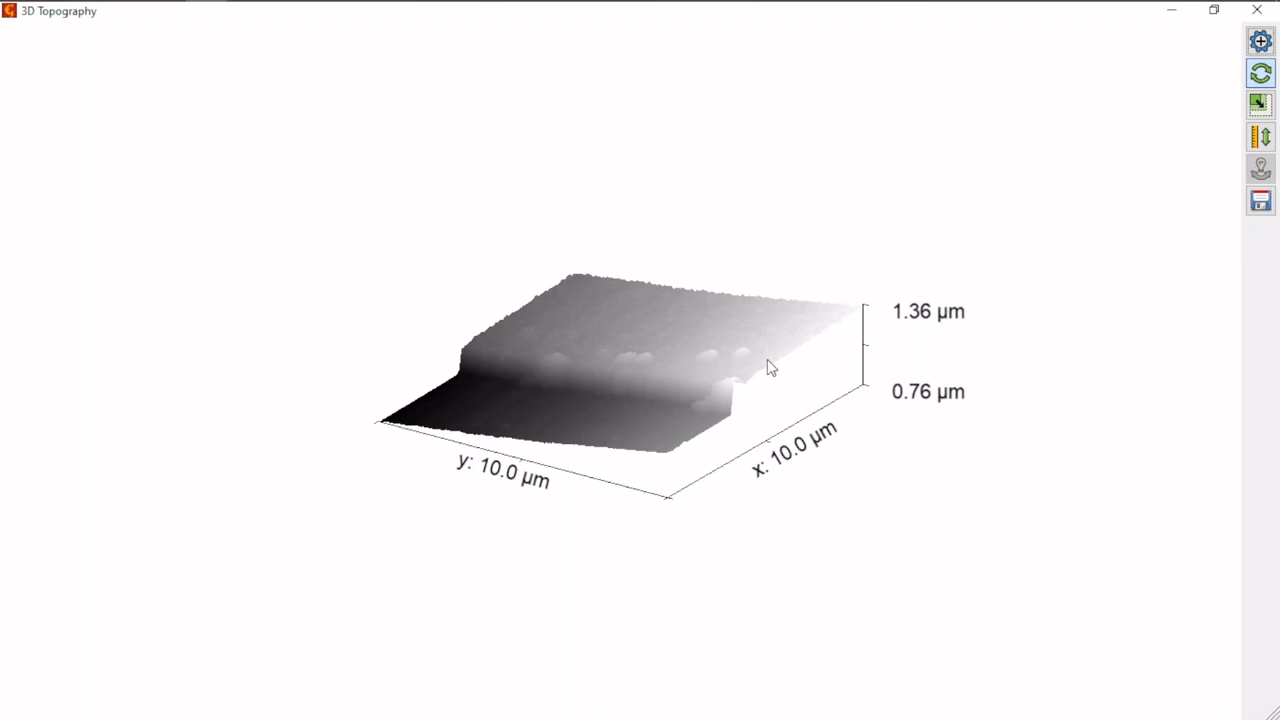 3D Topography
1.36 µm
0.76 µm
x: 10.0 µm
y: 10.0 µm